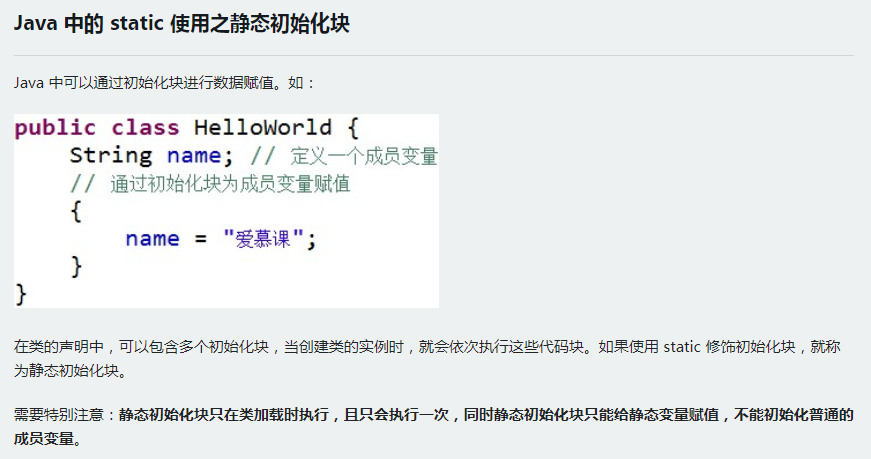 Java 中的 static 使用之静态初始化块
Java 中可以通过初始化块进行数据赋值。如：
public class HelloWorld {
String name; // 定义一个成员变量
// 通过初始化块为成员变量赋值
{
name = "爱慕课";
}
}
在类的声明中，可以包含多个初始化块，当创建类的实例时，就会依次执行这些代码块。如果使用 static 修饰初始化块，就称
为静态初始化块。
需要特别注意：静态初始化块只在类加载时执行，且只会执行一次，同时静态初始化块只能给静态变量赋值，不能初始化普通的
成员变量。